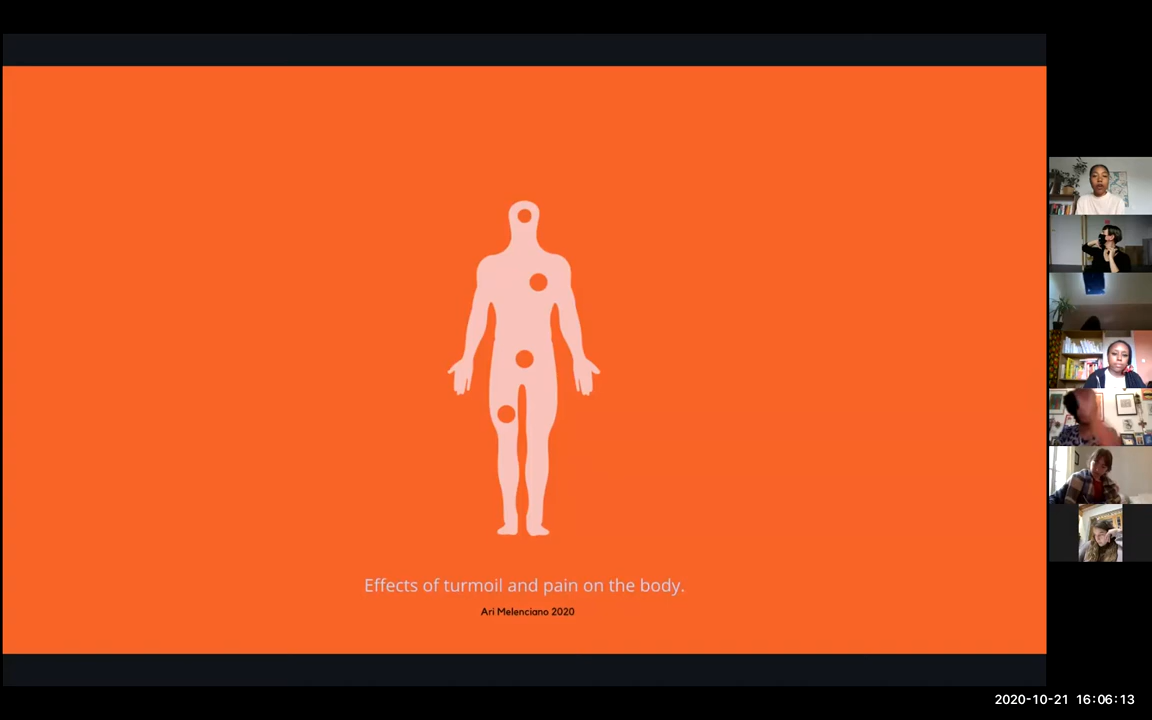 Effects of turmoil and pain on the body.
Ari Melenciano 2020
2020-10-21 16:06:13